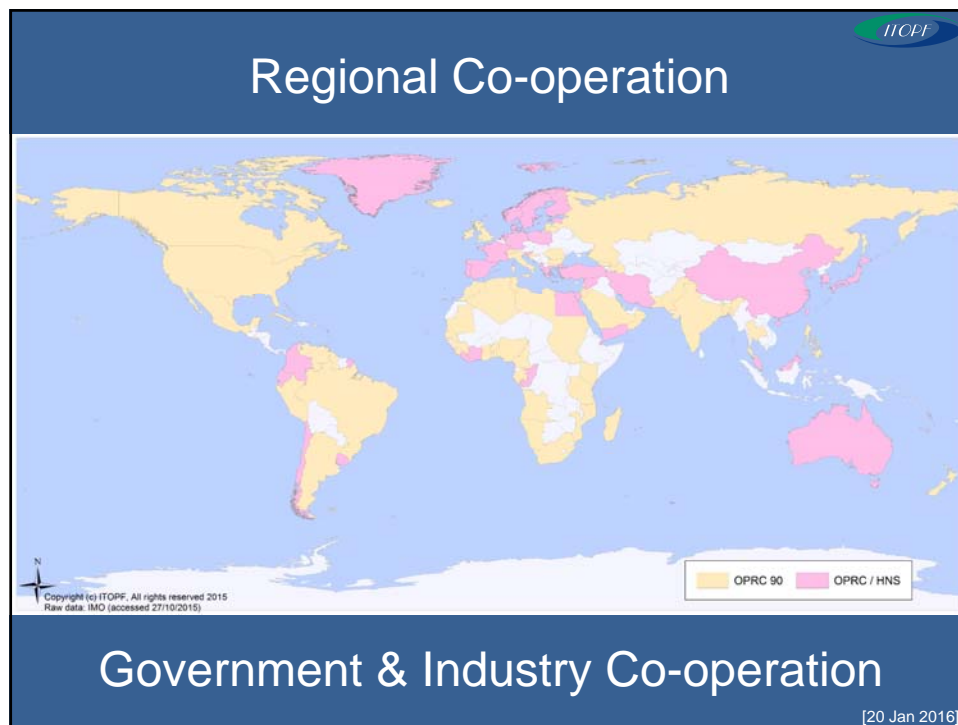 ITOPF
Regional Co-operation
N
Copyright (c) ITOPF, All rights reserved 2015
Raw data: IMO (accessed 27/10/2015)
OPRC 90 OPRC / HNS
Government & Industry Co-operation
[20 Jan 2016]